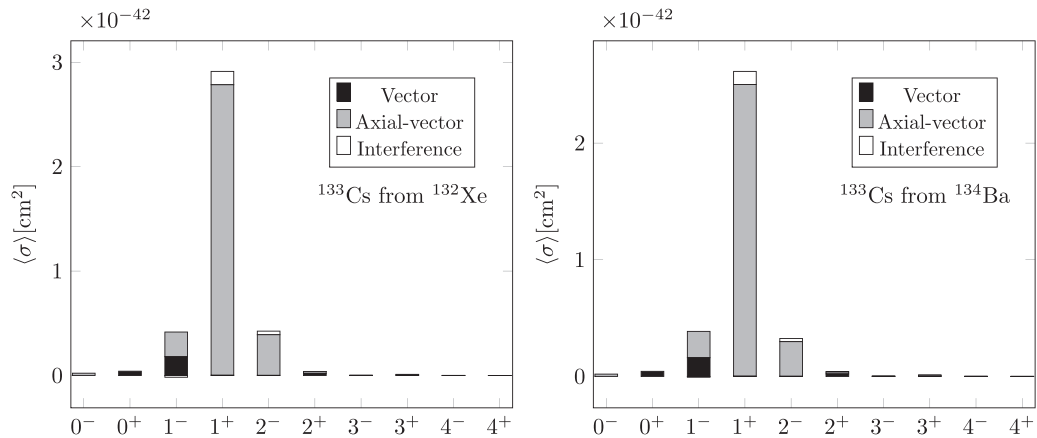 ×10⁻⁴²
3
2
1
0
⟨σ⟩[cm²]
Vector
Axial-vector
Interference
¹³³Cs from ¹³²Xe
0⁻ 0⁺ 1⁻ 1⁺ 2⁻ 2⁺ 3⁻ 3⁺ 4⁻ 4⁺
×10⁻⁴²
2
1
0
⟨σ⟩[cm²]
Vector
Axial-vector
Interference
¹³³Cs from ¹³⁴Ba
0⁻ 0⁺ 1⁻ 1⁺ 2⁻ 2⁺ 3⁻ 3⁺ 4⁻ 4⁺